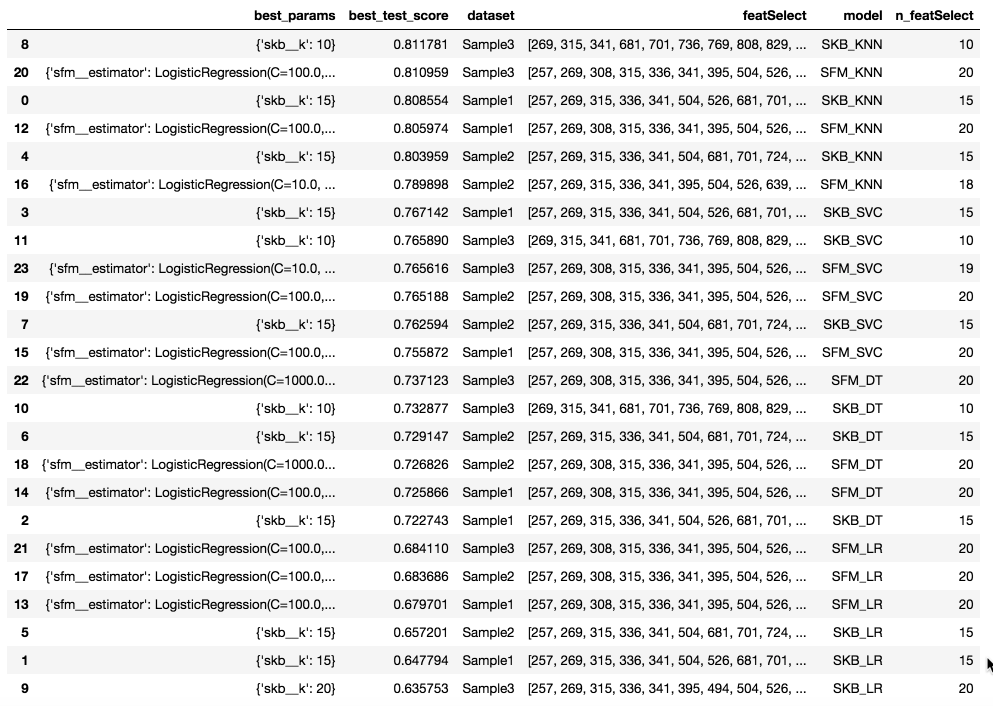 best_params best_test_score dataset featSelect model n_featSelect
8 {'skb__k': 10} 0.811781 Sample3 [269, 315, 341, 681, 701, 736, 769, 808, 829, ... SKB_KNN 10
20 {'sfm__estimator': LogisticRegression(C=100.0,... 0.810959 Sample3 [257, 269, 308, 315, 336, 341, 395, 504, 526, ... SFM_KNN 20
0 {'skb__k': 15} 0.808554 Sample1 [257, 269, 315, 336, 341, 504, 526, 681, 701, ... SKB_KNN 15
12 {'sfm__estimator': LogisticRegression(C=100.0,... 0.805974 Sample1 [257, 269, 308, 315, 336, 341, 395, 504, 526, ... SFM_KNN 20
4 {'skb__k': 15} 0.803959 Sample2 [257, 269, 315, 336, 341, 504, 681, 701, 724, ... SKB_KNN 15
16 {'sfm__estimator': LogisticRegression(C=10.0, ... 0.789898 Sample2 [257, 269, 315, 336, 341, 395, 504, 526, 639, ... SFM_KNN 18
3 {'skb__k': 15} 0.767142 Sample1 [257, 269, 315, 336, 341, 504, 526, 681, 701, ... SKB_SVC 15
11 {'skb__k': 10} 0.765890 Sample3 [269, 315, 341, 681, 701, 736, 769, 808, 829, ... SKB_SVC 10
23 {'sfm__estimator': LogisticRegression(C=10.0, ... 0.765616 Sample3 [257, 269, 308, 315, 336, 341, 395, 504, 526, ... SFM_SVC 19
19 {'sfm__estimator': LogisticRegression(C=100.0,... 0.765188 Sample2 [257, 269, 308, 315, 336, 341, 395, 504, 526, ... SFM_SVC 20
7 {'skb__k': 15} 0.762594 Sample2 [257, 269, 315, 336, 341, 504, 681, 701, 724, ... SKB_SVC 15
15 {'sfm__estimator': LogisticRegression(C=100.0,... 0.755872 Sample1 [257, 269, 308, 315, 336, 341, 395, 504, 526, ... SFM_SVC 20
22 {'sfm__estimator': LogisticRegression(C=1000.0... 0.737123 Sample3 [257, 269, 308, 315, 336, 341, 395, 504, 526, ... SFM_DT 20
10 {'skb__k': 10} 0.732877 Sample3 [269, 315, 341, 681, 701, 736, 769, 808, 829, ... SKB_DT 10
6 {'skb__k': 15} 0.729147 Sample2 [257, 269, 315, 336, 341, 504, 681, 701, 724, ... SKB_DT 15
18 {'sfm__estimator': LogisticRegression(C=1000.0... 0.726826 Sample2 [257, 269, 308, 315, 336, 341, 395, 504, 526, ... SFM_DT 20
14 {'sfm__estimator': LogisticRegression(C=100.0,... 0.725866 Sample1 [257, 269, 308, 315, 336, 341, 395, 504, 526, ... SFM_DT 20
2 {'skb__k': 15} 0.722743 Sample1 [257, 269, 315, 336, 341, 504, 526, 681, 701, ... SKB_DT 15
21 {'sfm__estimator': LogisticRegression(C=100.0,... 0.684110 Sample3 [257, 269, 308, 315, 336, 341, 395, 504, 526, ... SFM_LR 20
17 {'sfm__estimator': LogisticRegression(C=100.0,... 0.683686 Sample2 [257, 269, 308, 315, 336, 341, 395, 504, 526, ... SFM_LR 20
13 {'sfm__estimator': LogisticRegression(C=100.0,... 0.679701 Sample1 [257, 269, 308, 315, 336, 341, 395, 504, 526, ... SFM_LR 20
5 {'skb__k': 15} 0.657201 Sample2 [257, 269, 315, 336, 341, 504, 681, 701, 724, ... SKB_LR 15
1 {'skb__k': 15} 0.647794 Sample1 [257, 269, 315, 336, 341, 504, 526, 681, 701, ... SKB_LR 15
9 {'skb__k': 20} 0.635753 Sample3 [257, 269, 315, 336, 341, 395, 494, 504, 526, ... SKB_LR 20